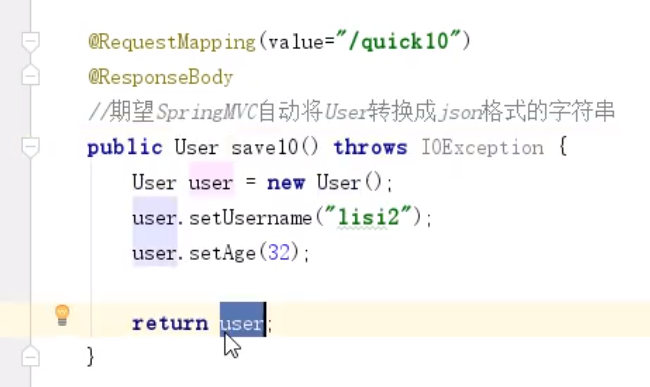 @RequestMapping(value="/quick10")
@ResponseBody
//期望SpringMVC自动将User转换成json格式的字符串
public User save10() throws IOException {
User user = new User();
user.setUsername("lisi2");
user.setAge(32);
return user;
}